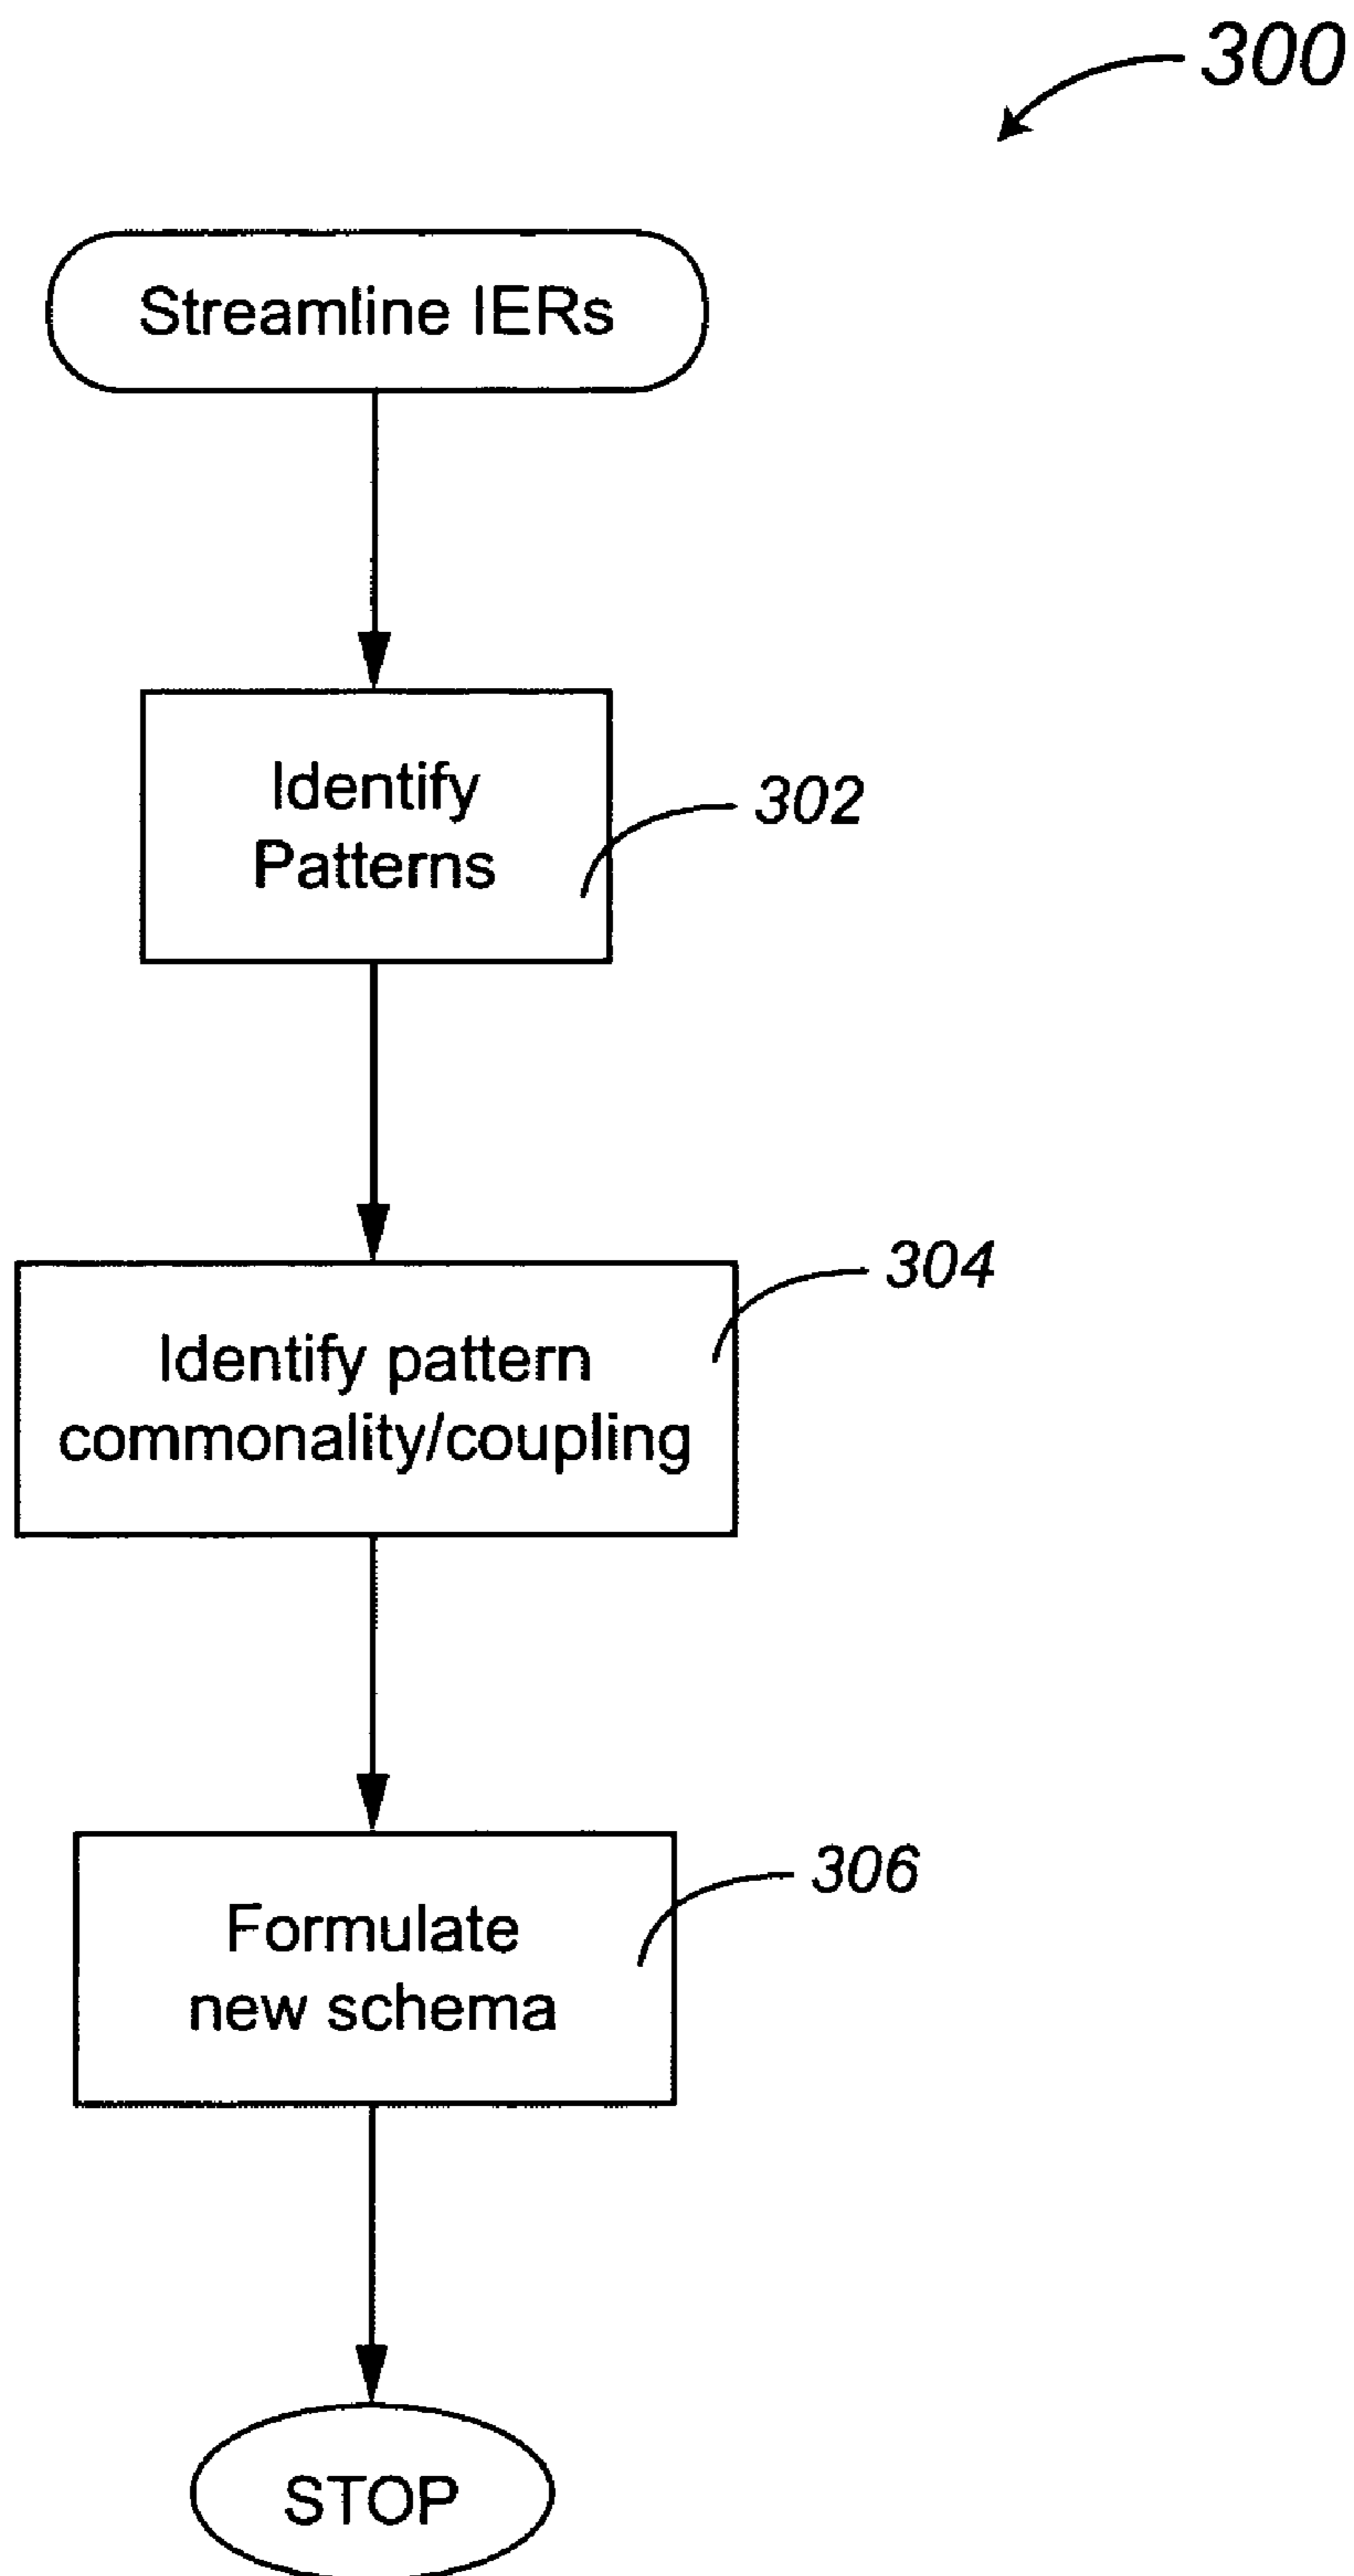 300
Streamline IERs
Identify
Patterns
302
Identify pattern
commonality/coupling
304
Formulate
new schema
306
STOP